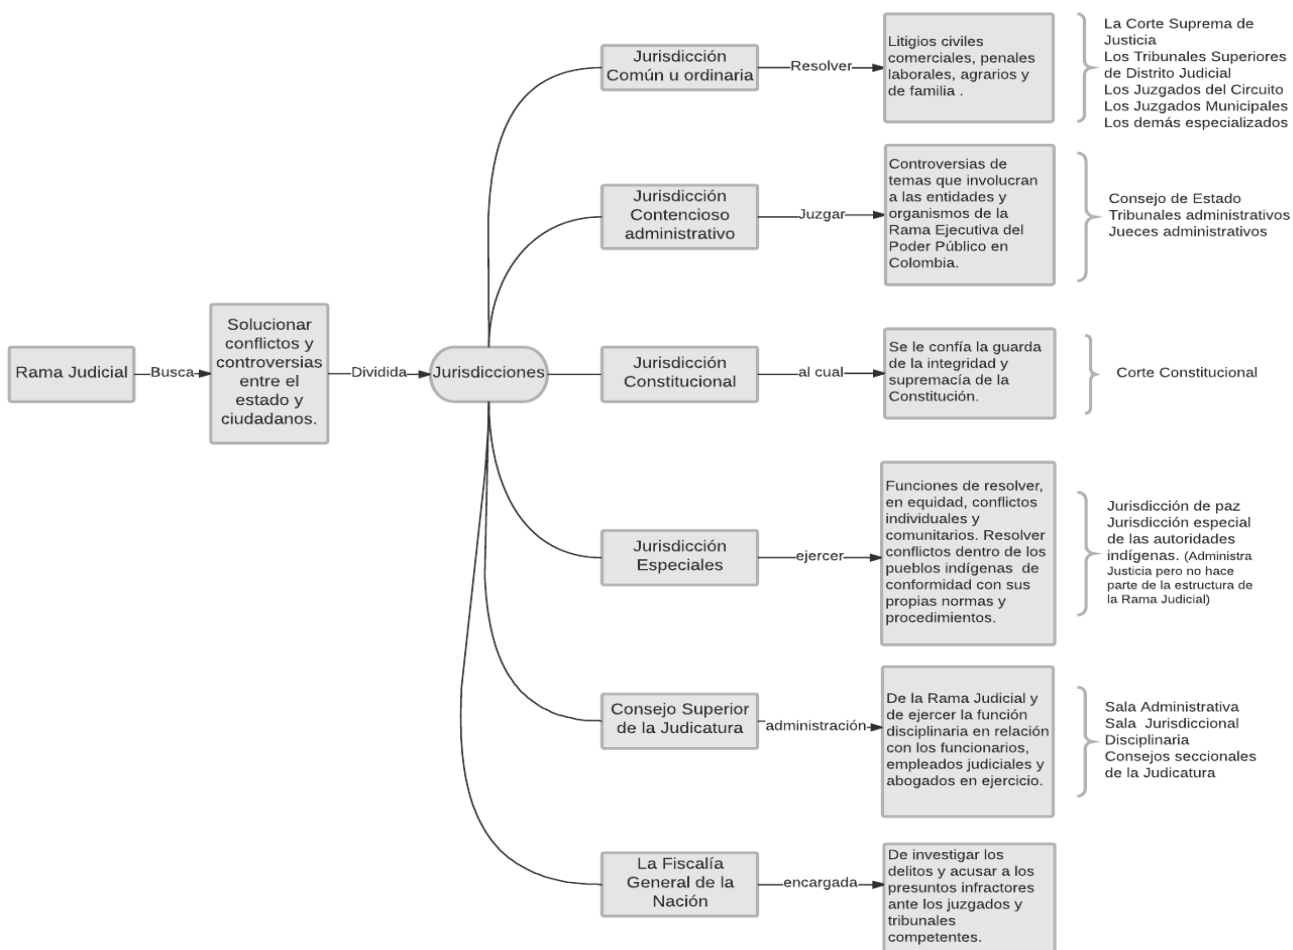 Rama Judicial
Busca
Solucionar
conflictos y
controversias
entre el
estado y
ciudadanos.
Dividida
Jurisdicciones
Jurisdicción
Común u ordinaria
Resolver
Litigios civiles
comerciales, penales
laborales, agrarios y
de familia .
La Corte Suprema de
Justicia
Los Tribunales Superiores
de Distrito Judicial
Los Juzgados del Circuito
Los Juzgados Municipales
Los demás especializados
Jurisdicción
Contencioso
administrativo
Juzgar
Controversias de
temas que involucran
a las entidades y
organismos de la
Rama Ejecutiva del
Poder Público en
Colombia.
Consejo de Estado
Tribunales administrativos
Jueces administrativos
Jurisdicción
Constitucional
al cual
Se le confía la guarda
de la integridad y
supremacía de la
Constitución.
Corte Constitucional
Jurisdicción
Especiales
ejercer
Funciones de resolver,
en equidad, conflictos
individuales y
comunitarios. Resolver
conflictos dentro de los
pueblos indígenas de
conformidad con sus
propias normas y
procedimientos.
Jurisdicción de paz
Jurisdicción especial
de las autoridades
indígenas. (Administra
Justicia pero no hace
parte de la estructura de
la Rama Judicial)
Consejo Superior
de la Judicatura
administración
De la Rama Judicial y
de ejercer la función
disciplinaria en relación
con los funcionarios,
empleados judiciales y
abogados en ejercicio.
Sala Administrativa
Sala Jurisdiccional
Disciplinaria
Consejos seccionales
de la Judicatura
La Fiscalía
General de la
Nación
encargada
De investigar los
delitos y acusar a los
presuntos infractores
ante los juzgados y
tribunales
competentes.